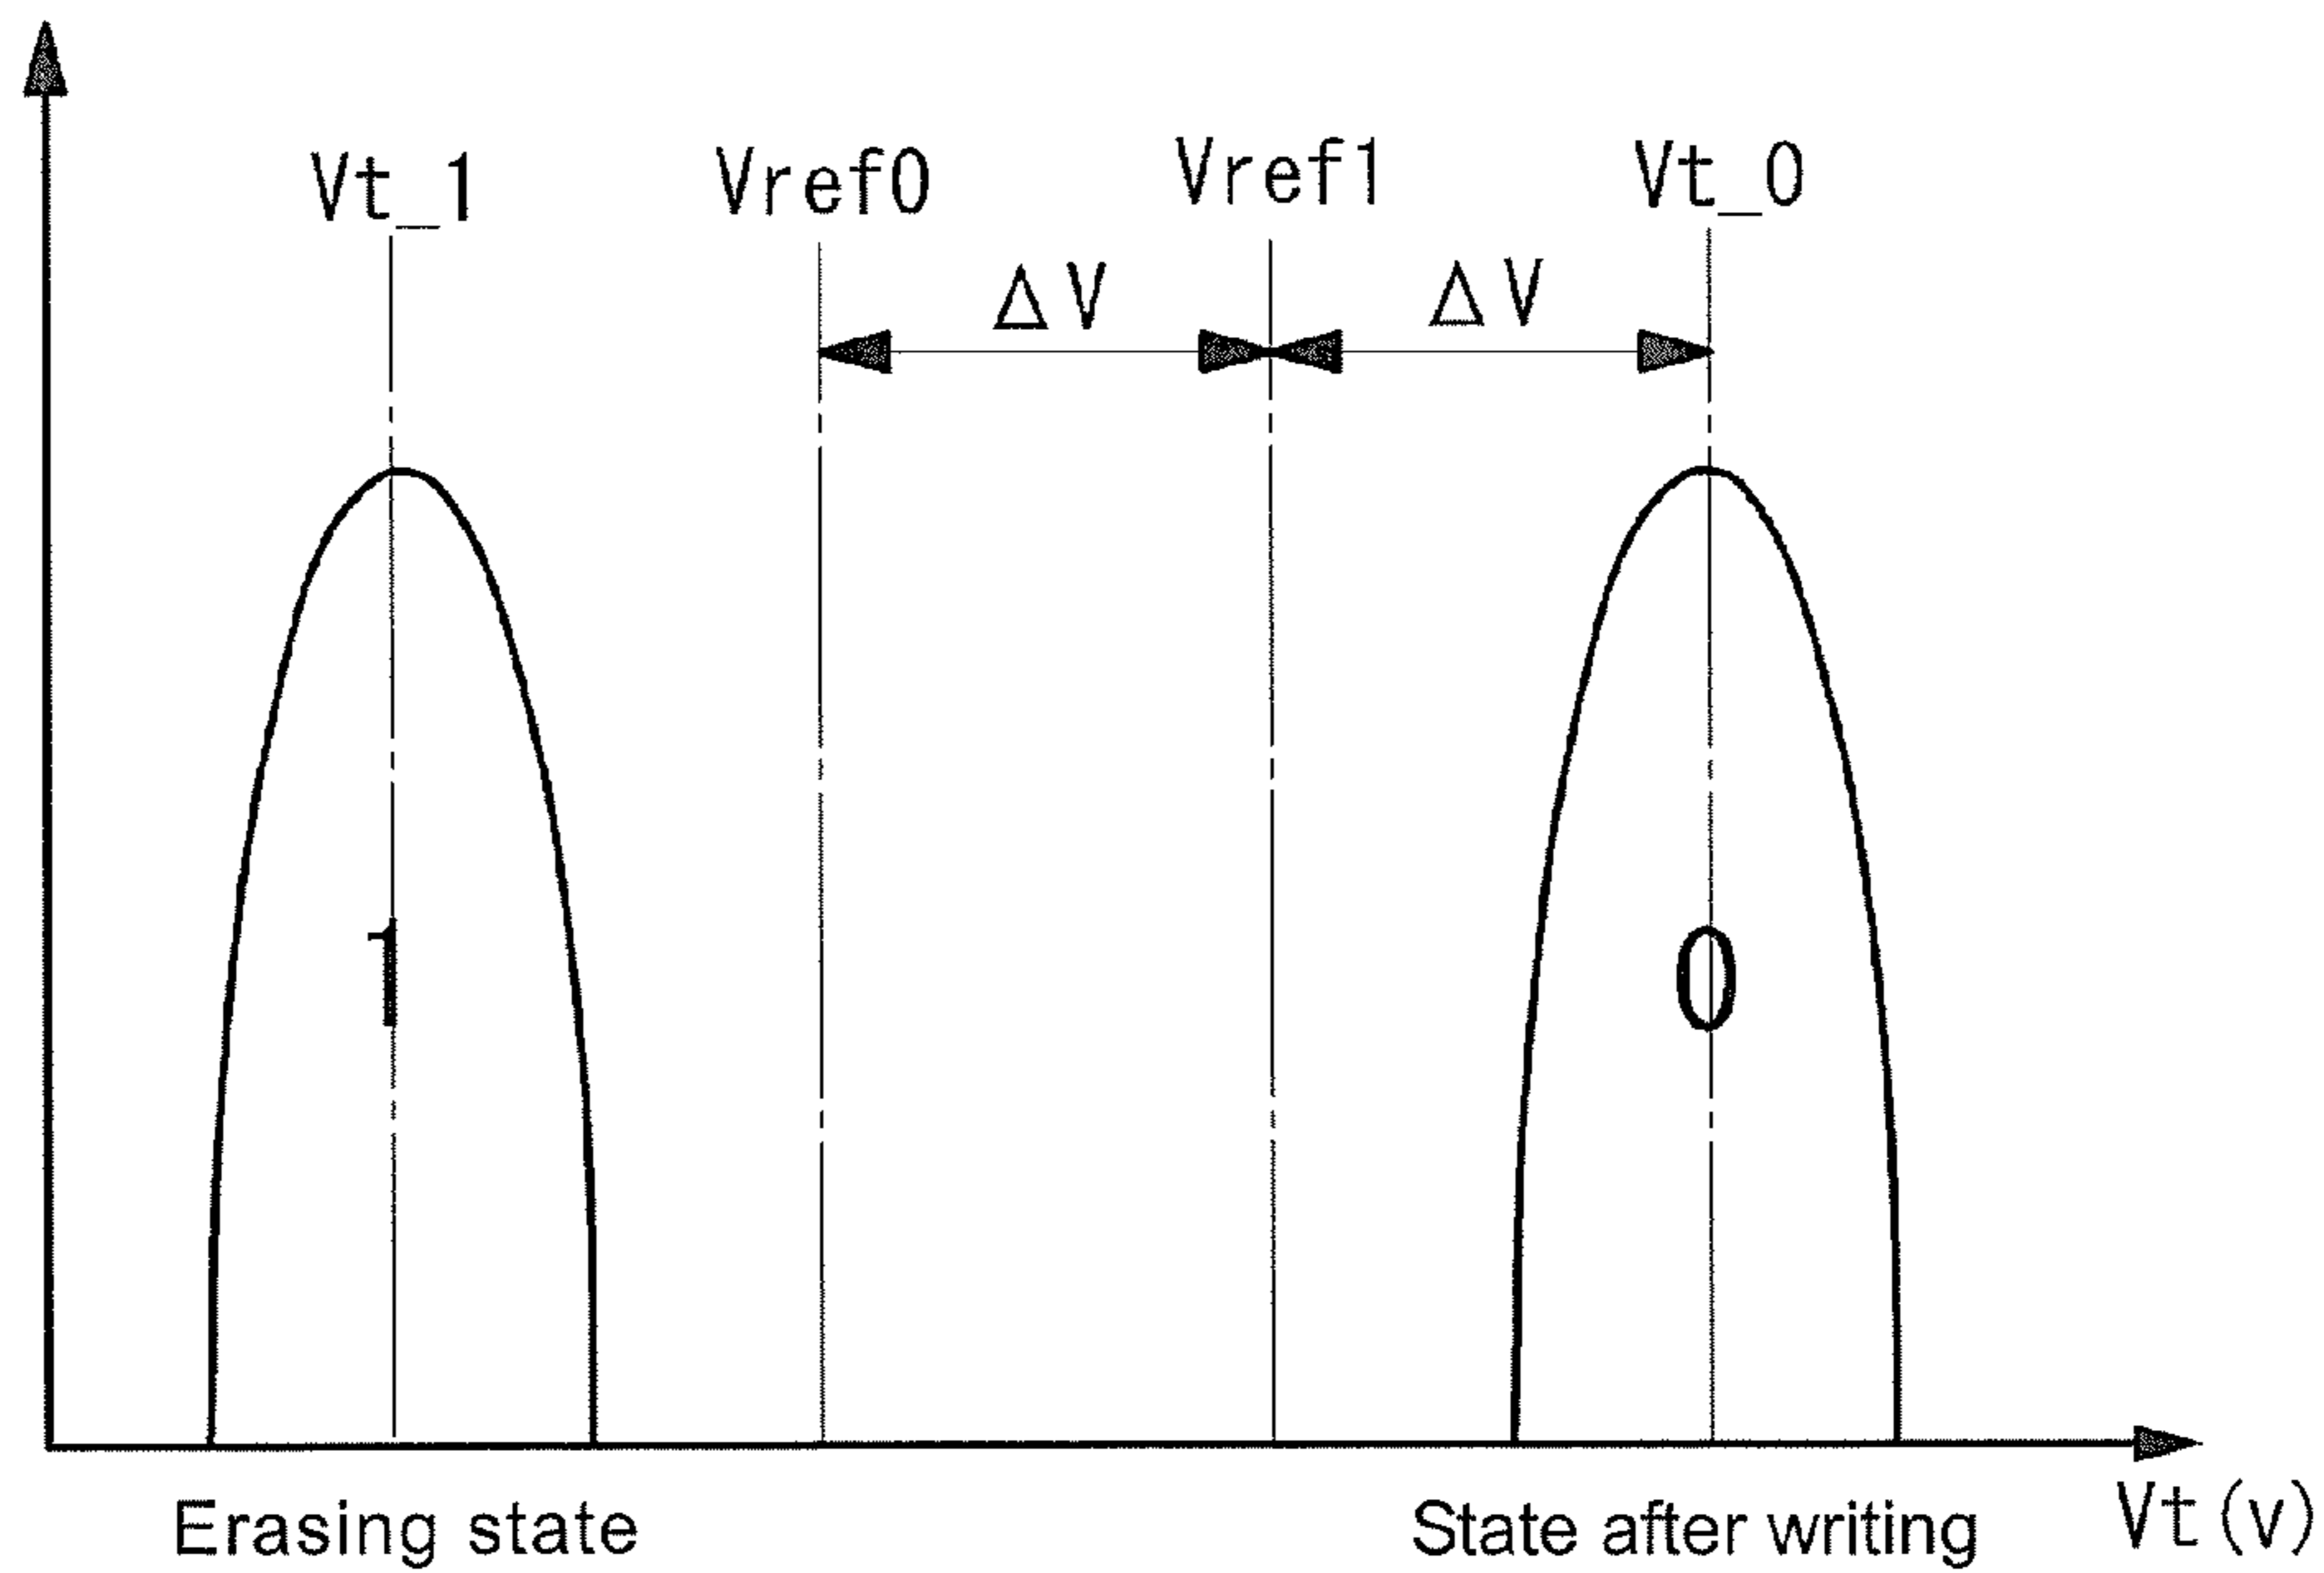 Vt_1 Vref0 Vref1 Vt_0
ΔV ΔV
1 0
Erasing state State after writing Vt(v)